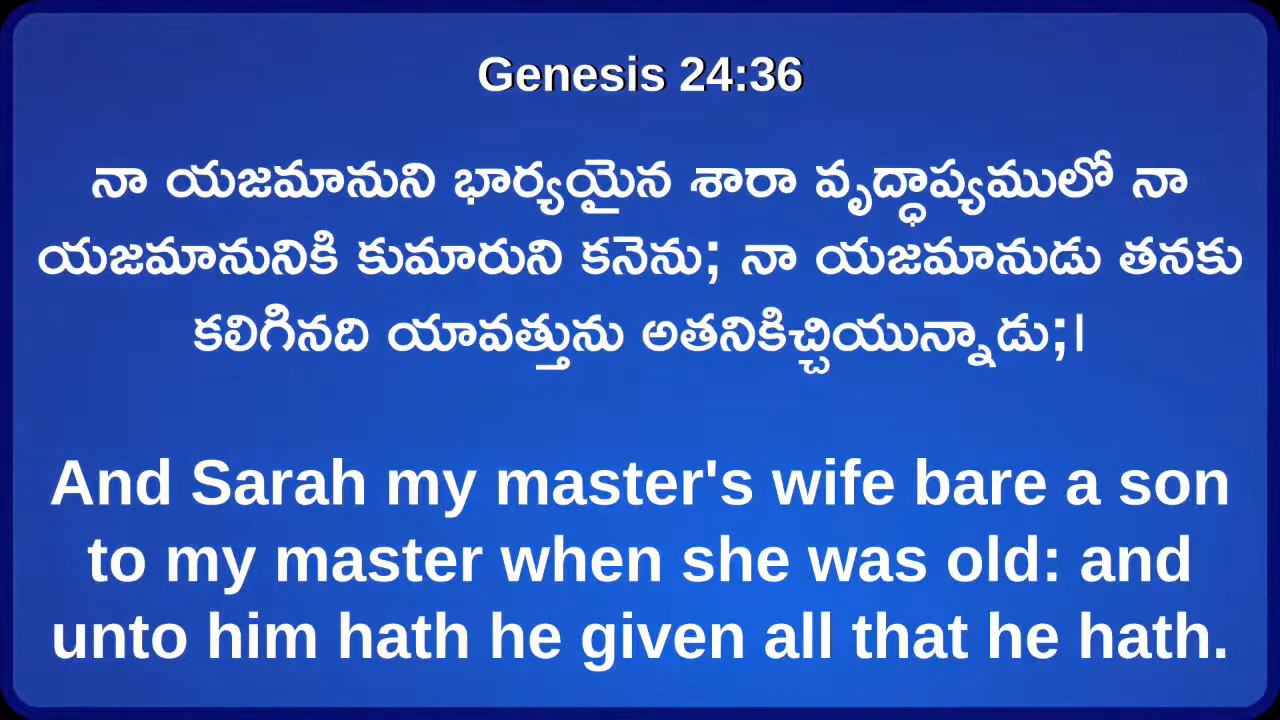 Genesis 24:36
నా యజమానుని భార్యయైన శారా వృద్ధాప్యములో నా
యజమానునికి కుమారుని కనెను; నా యజమానుడు తనకు
కలిగినది యావత్తును అతనికిచ్చియున్నాడు;।
And Sarah my master's wife bare a son
to my master when she was old: and
unto him hath he given all that he hath.